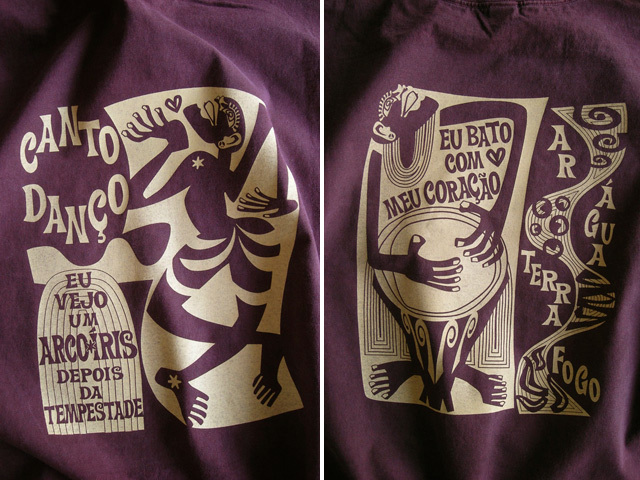 CANTO
DANÇO
EU
VEJO
UM
ARCO-ÍRIS
DEPOIS
DA
TEMPESTADE
EU BATO
COM
MEU CORAÇÃO
AR
ÁGUA
TERRA
FOGO